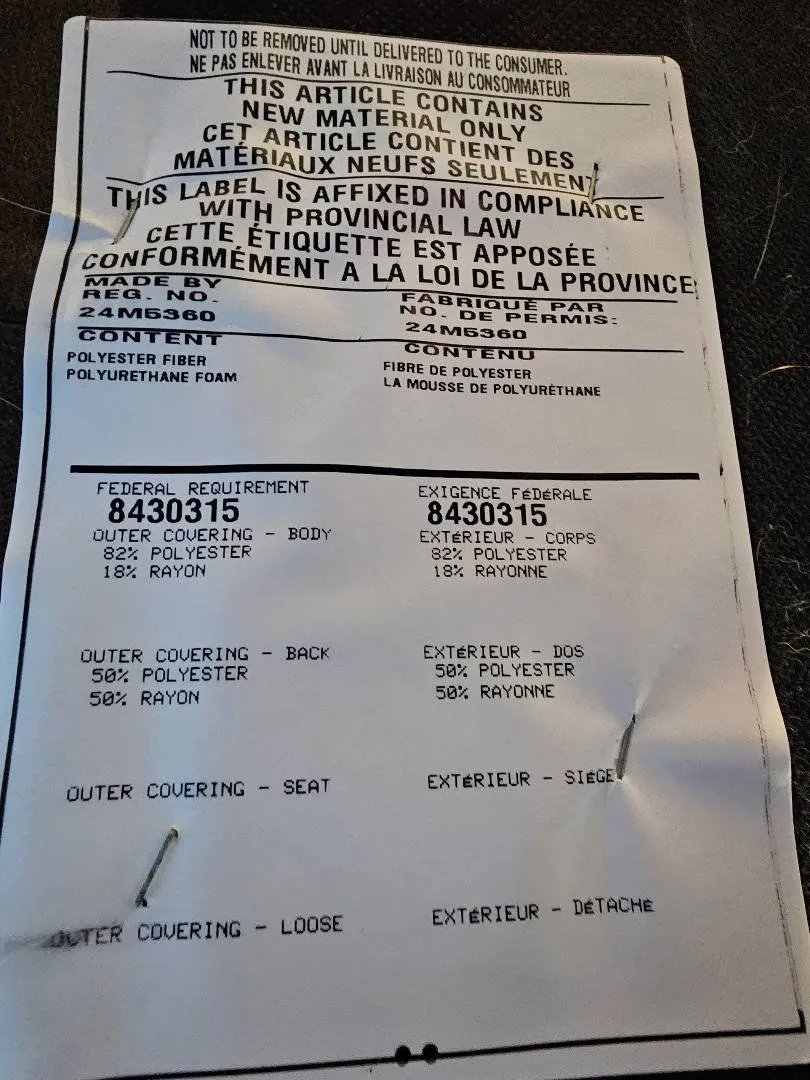 NOT TO BE REMOVED UNTIL DELIVERED TO THE CONSUMER.
NE PAS ENLEVER AVANT LA LIVRAISON AU CONSOMMATEUR
THIS ARTICLE CONTAINS
NEW MATERIAL ONLY
CET ARTICLE CONTIENT DES
MATÉRIAUX NEUFS SEULEMENT
THIS LABEL IS AFFIXED IN COMPLIANCE
WITH PROVINCIAL LAW
CETTE ÉTIQUETTE EST APPOSÉE
CONFORMÉMENT A LA LOI DE LA PROVINCE
MADE BY
REG. NO.
24M5360
FABRIQUÉ PAR
NO. DE PERMIS:
24M5360
CONTENT
POLYESTER FIBER
POLYURETHANE FOAM
CONTENU
FIBRE DE POLYESTER
LA MOUSSE DE POLYURÉTHANE
FEDERAL REQUIREMENT
8430315
OUTER COVERING - BODY
82% POLYESTER
18% RAYON
EXIGENCE FÉDÉRALE
8430315
EXTÉRIEUR - CORPS
82% POLYESTER
18% RAYONNE
OUTER COVERING - BACK
50% POLYESTER
50% RAYON
EXTÉRIEUR - DOS
50% POLYESTER
50% RAYONNE
OUTER COVERING - SEAT
EXTÉRIEUR - SIÉGE
OUTER COVERING - LOOSE
EXTÉRIEUR - DÉTACHÉ